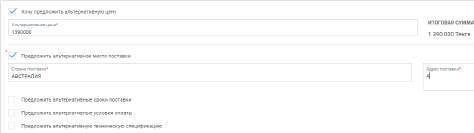 Хочу предложить альтернативную цену
Альтернативная цена*
1390000
ИТОГОВАЯ СУММА
1 390 000 Тенге
Предложить альтернативное место поставки
Страна поставки*
АВСТРАЛИЯ
Адрес поставки*
А
Предложить альтернативные сроки поставки
Предложить альтернативные условия оплаты
Предложить альтернативную техническую спецификацию